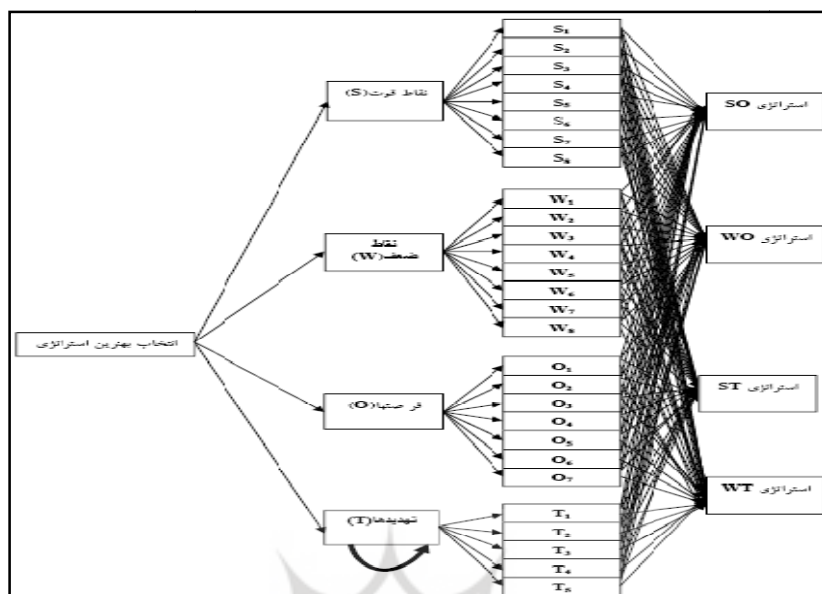 انتخاب بهترین استراتژی
نقاط قوت(S)
نقاط
ضعف(W)
فرصتها(O)
تهدیدها(T)
S₁
S₂
S₃
S₄
S₅
S₆
S₇
S₈
W₁
W₂
W₃
W₄
W₅
W₆
W₇
W₈
O₁
O₂
O₃
O₄
O₅
O₆
O₇
T₁
T₂
T₃
T₄
T₅
استراتژی SO
استراتژی WO
استراتژی ST
استراتژی WT